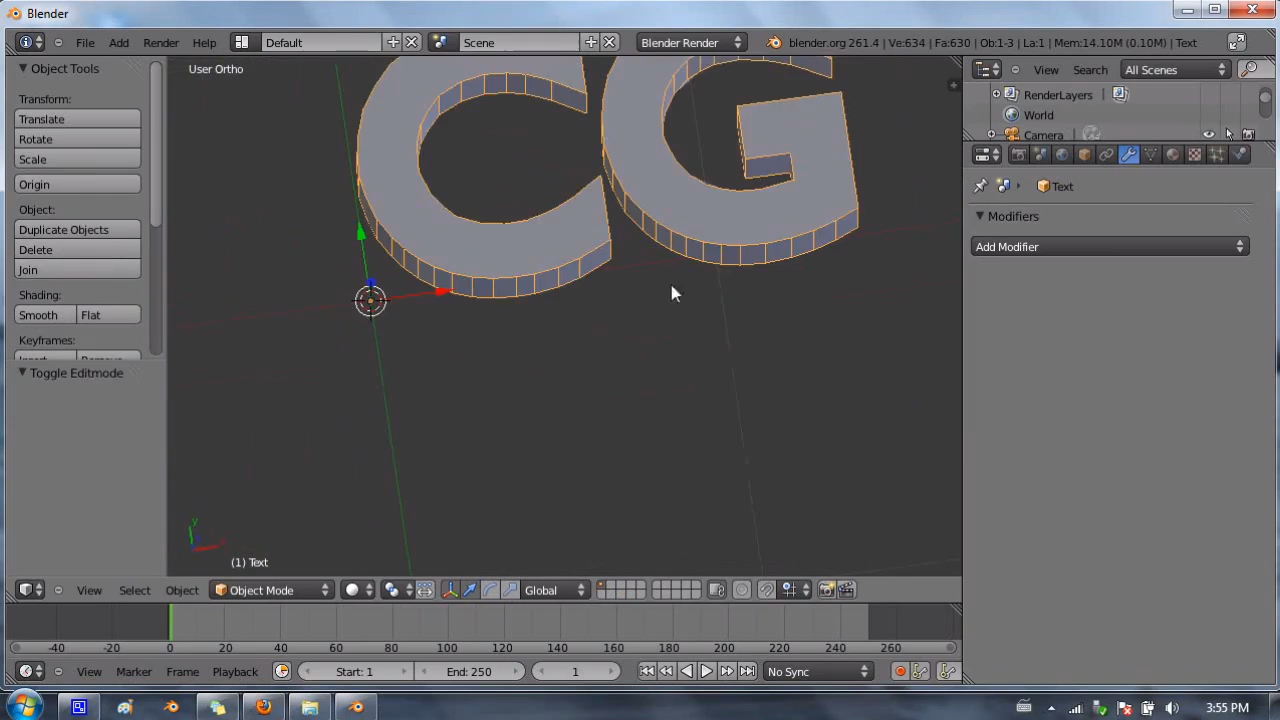 Blender
File Add Render Help Default Scene Blender Render blender.org 261.4 | Ve:634 | Fa:630 | Ob:1-3 | La:1 | Mem:14.10M (0.10M) | Text
Object Tools
Transform:
Translate
Rotate
Scale
Origin
Object:
Duplicate Objects
Delete
Join
Shading:
Smooth Flat
Keyframes:
Toggle Editmode
User Ortho
CG
y
(1) Text
View Search All Scenes
RenderLayers
World
Camera
Text
Modifiers
Add Modifier
View Select Object Object Mode Global
-40 -20 0 20 40 60 80 100 120 140 160 180 200 220 240 260
View Marker Frame Playback Start: 1 End: 250 1 No Sync
3:55 PM